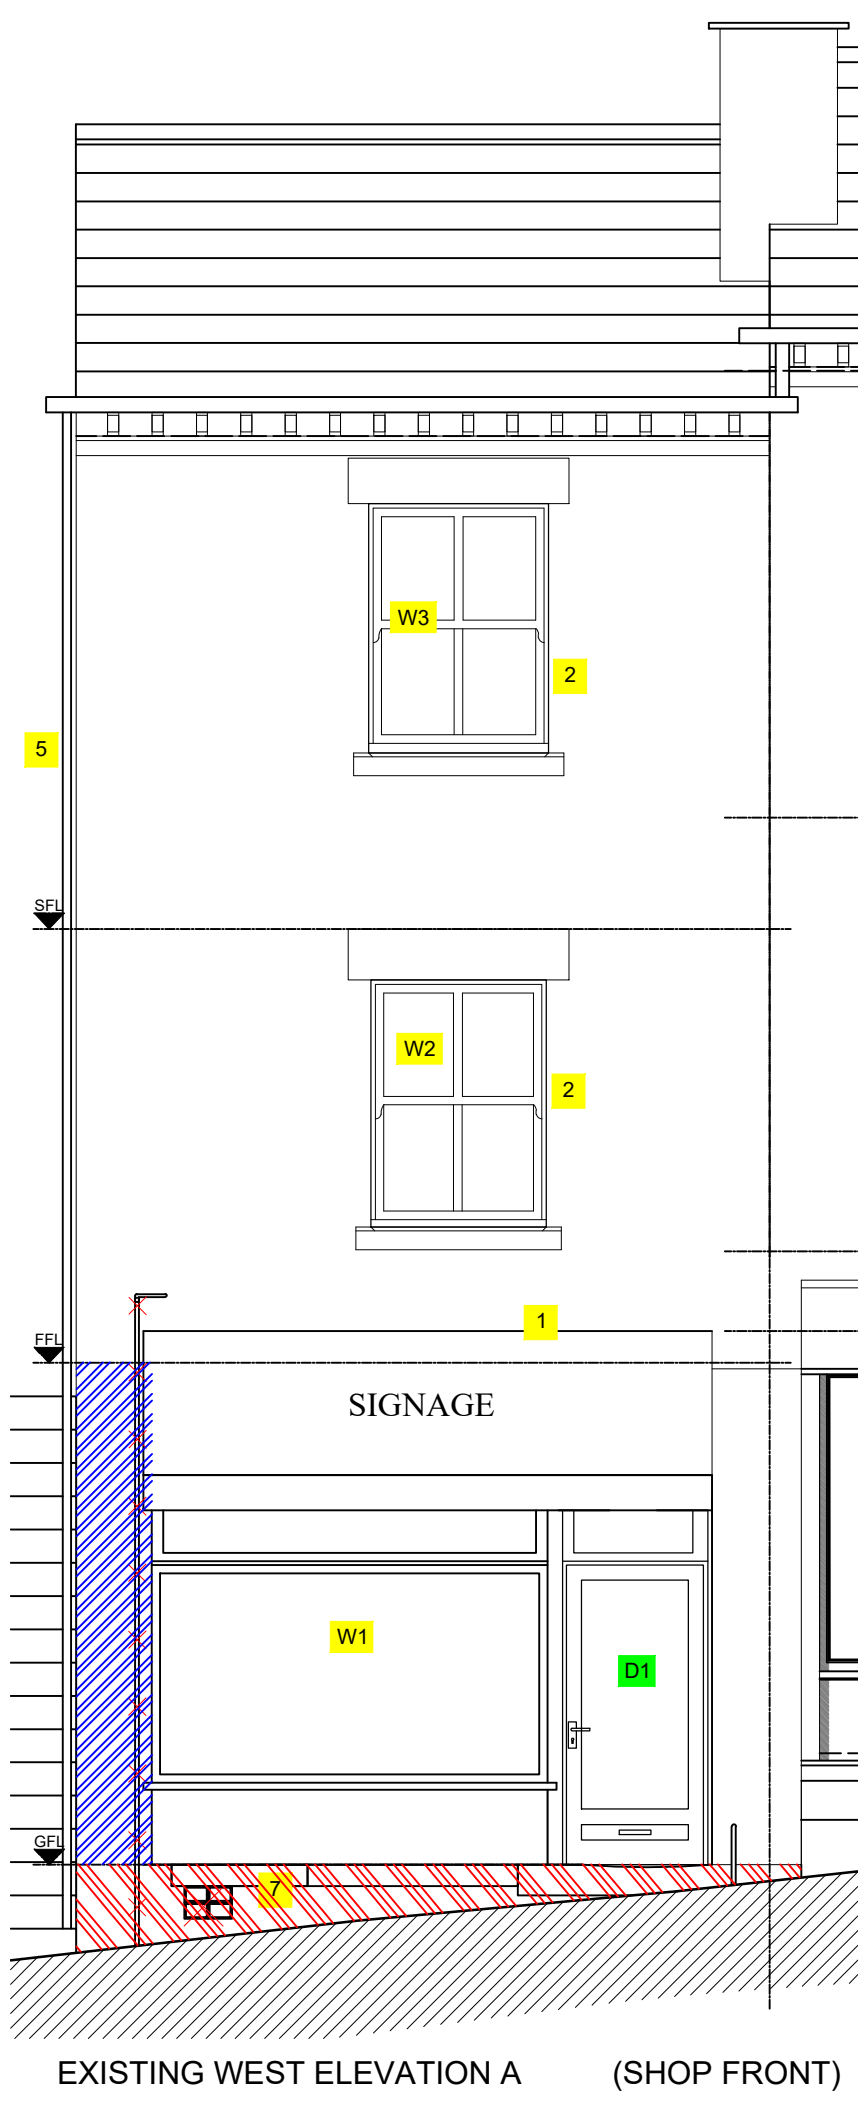 W3
2
5
SFL
W2
2
1
FFL
SIGNAGE
W1
D1
GFL
7
EXISTING WEST ELEVATION A (SHOP FRONT)